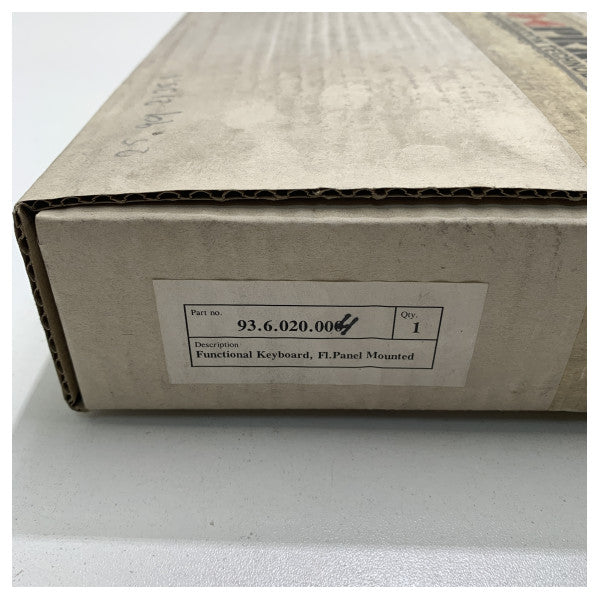 Part no.
93.6.020.004
Qty.
1
Description
Functional Keyboard, Fl.Panel Mounted